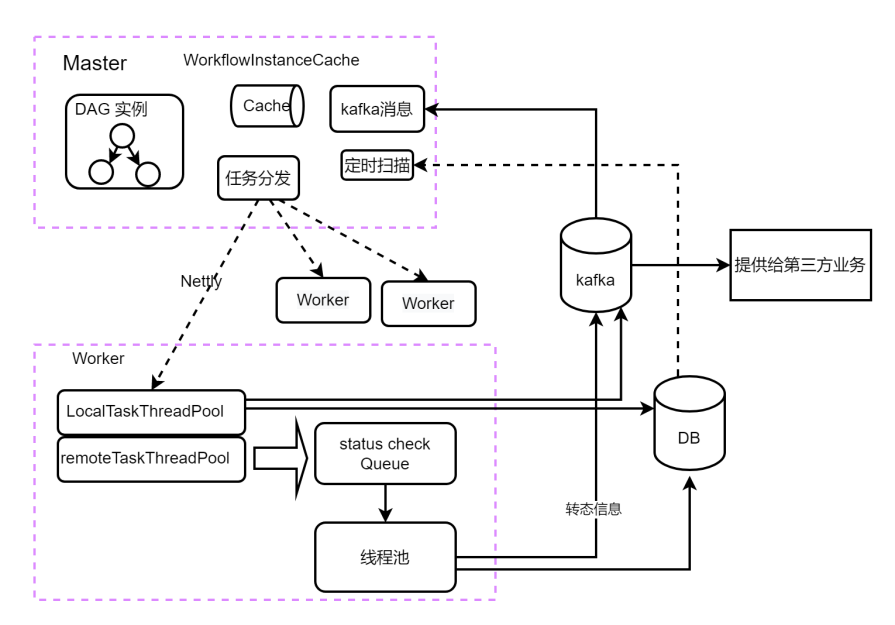 Master
WorkflowInstanceCache
DAG 实例
Cache
kafka消息
任务分发
定时扫描
Nettly
Worker
Worker
kafka
提供给第三方业务
Worker
LocalTaskThreadPool
remoteTaskThreadPool
status check
Queue
DB
转态信息
线程池